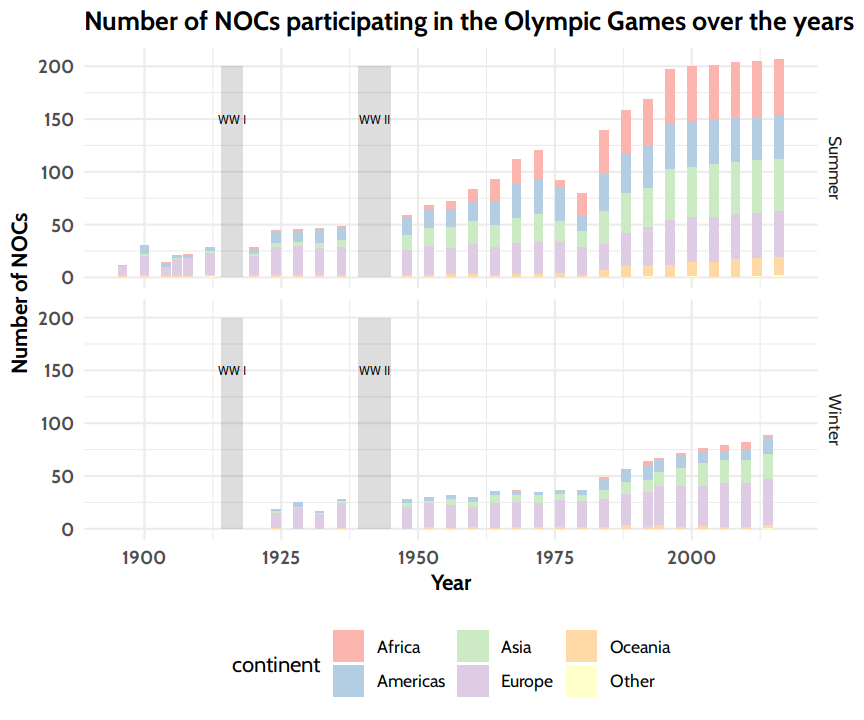 Number of NOCs participating in the Olympic Games over the years
Number of NOCs
200
150
100
50
0
WW I
WW II
Summer
200
150
100
50
0
WW I
WW II
Winter
1900 1925 1950 1975 2000
Year
continent
Africa Asia Oceania
Americas Europe Other